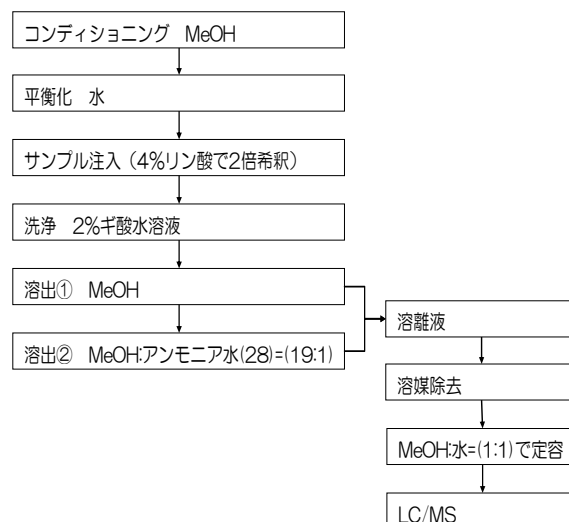 コンディショニング　MeOH
平衡化　水
サンプル注入（4%リン酸で2倍希釈）
洗浄　2%ギ酸水溶液
溶出①　MeOH
溶出②　MeOH:アンモニア水(28)=(19:1)
溶離液
溶媒除去
MeOH:水=(1:1)で定容
LC/MS